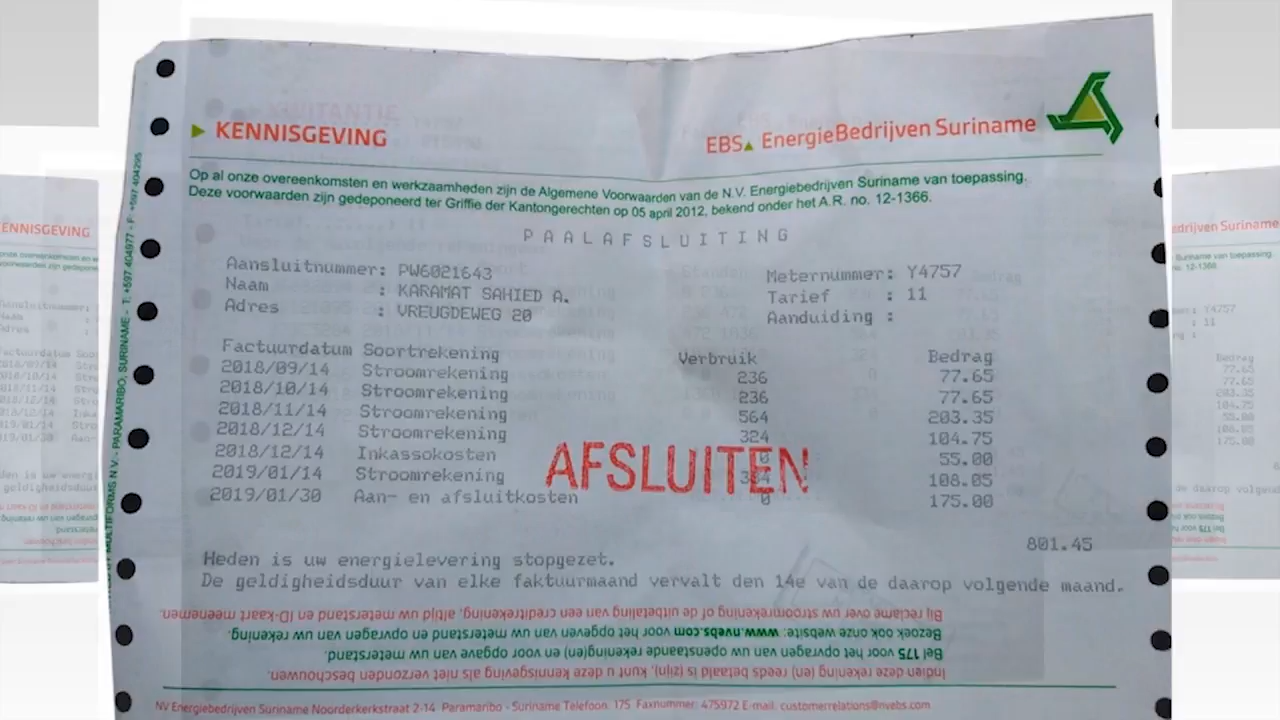 KENNISGEVING
EBS EnergieBedrijven Suriname
Op al onze overeenkomsten en werkzaamheden zijn de Algemene Voorwaarden van de N.V. Energiebedrijven Suriname van toepassing.
Deze voorwaarden zijn gedeponeerd ter Griffie der Kantongerechten op 05 april 2012, bekend onder het A.R. no. 12-1366.
PAALAFSLUITING
Aansluitnummer: PW6021643 Meternummer: Y4757
Naam : KARAMAT SAHIED A. Tarief : 11
Adres : VREUGDEWEG 20 Aanduiding :
Factuurdatum Soortrekening Verbruik Bedrag
2018/09/14 Stroomrekening 236 77.65
2018/10/14 Stroomrekening 236 77.65
2018/11/14 Stroomrekening 564 203.35
2018/12/14 Stroomrekening 324 104.75
2018/12/14 Inkassokosten 0 55.00
2019/01/14 Stroomrekening 334 108.05
2019/01/30 Aan- en afsluitkosten 0 175.00
AFSLUITEN
801.45
Heden is uw energielevering stopgezet.
De geldigheidsduur van elke faktuurmaand vervalt den 14e van de daarop volgende maand.
Bij reclame over uw stroomrekening of de uitbetaling van een creditrekening, altijd uw meterstand en ID-kaart meenemen.
Bezoek ook onze website: www.nvebs.com voor het opgeven van uw meterstand en opvragen van uw rekening.
Bel 175 voor het opvragen van uw openstaande rekening(en) en voor opgave van uw meterstand.
Indien deze rekening (en) reeds betaald is (zijn), kunt u deze kennisgeving als niet verzonden beschouwen.
NV Energiebedrijven Suriname Noorderkerkstraat 2-14 Paramaribo - Suriname Telefoon: 175 Faxnummer: 475972 E-mail: customerrelations@nvebs.com
MULTIFORMS N.V. - PARAMARIBO, SURINAME - T: +597 404977 - F: +597 404295